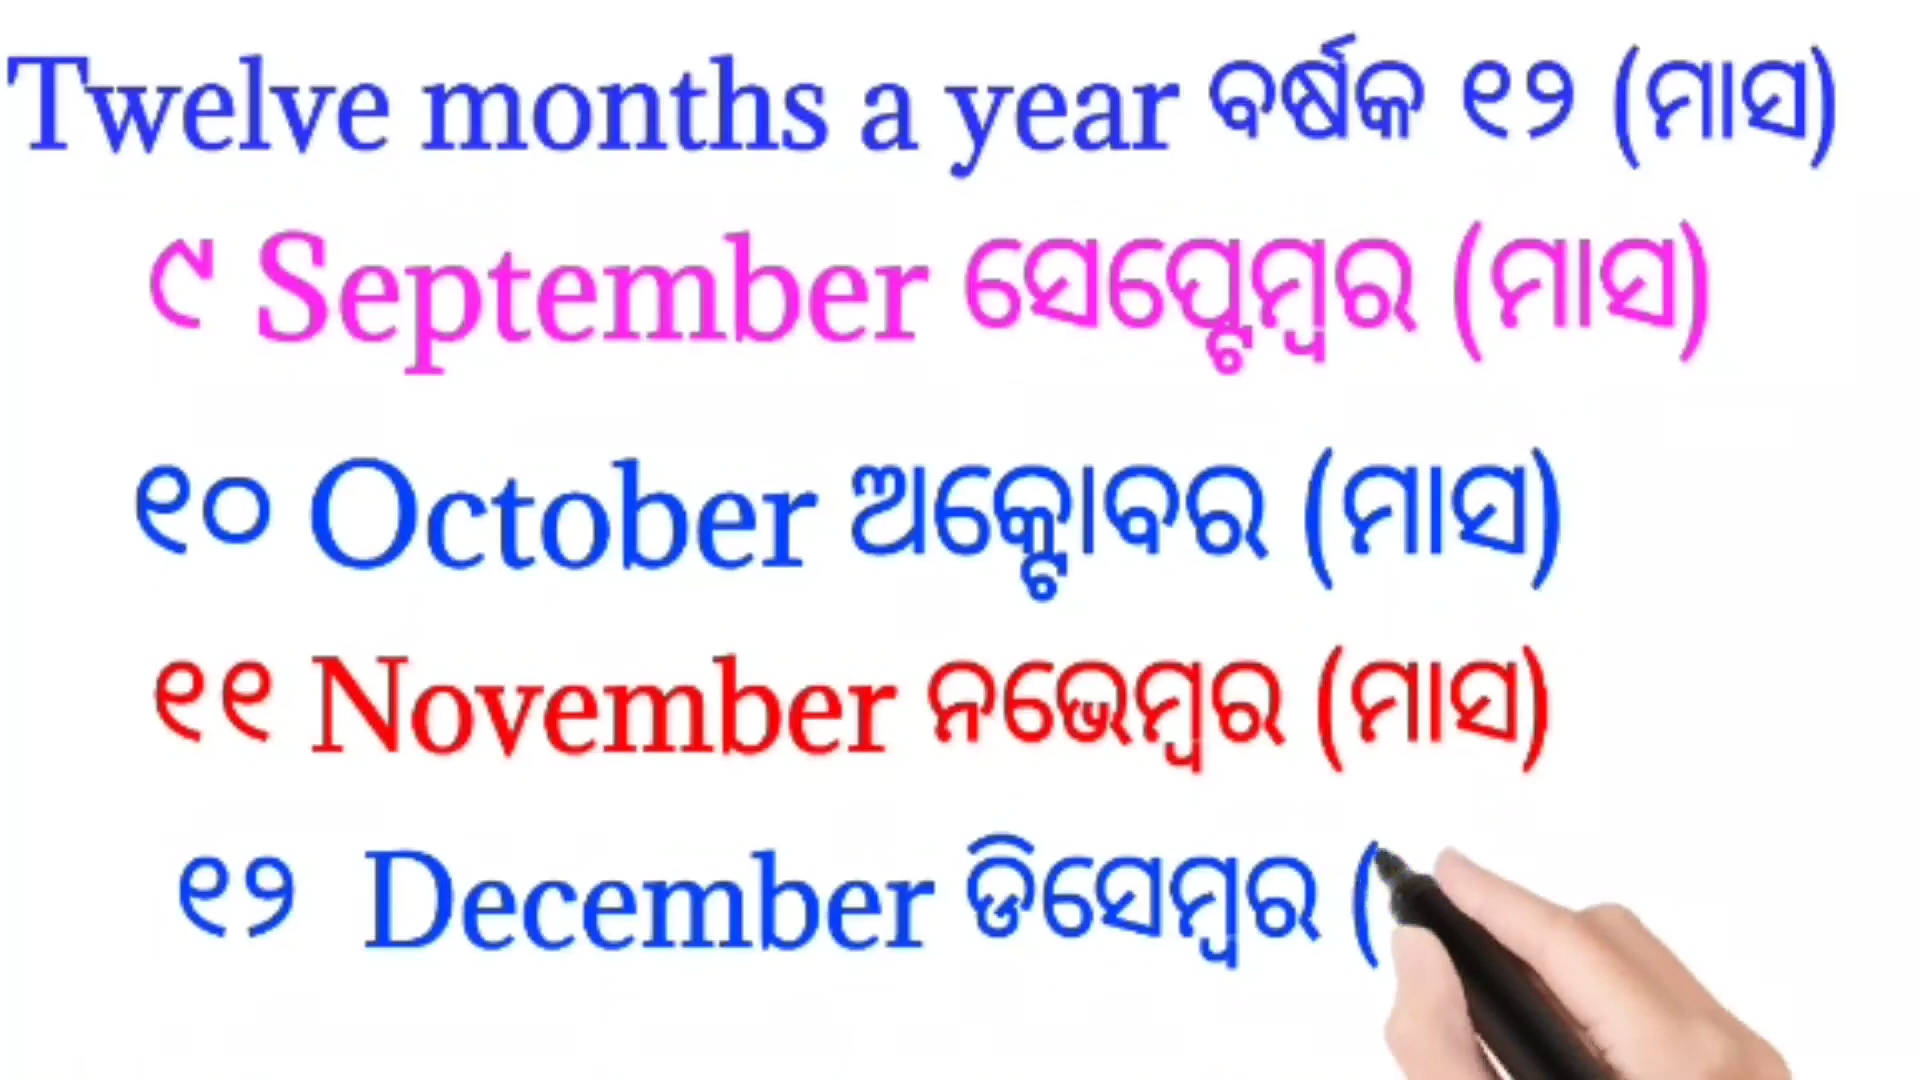 Twelve months a year ବର୍ଷକ ୧୨ (ମାସ)
୯ September ସେପ୍ଟେମ୍ବର (ମାସ)
୧୦ October ଅକ୍ଟୋବର (ମାସ)
୧୧ November ନଭେମ୍ବର (ମାସ)
୧୨ December ଡିସେମ୍ବର (